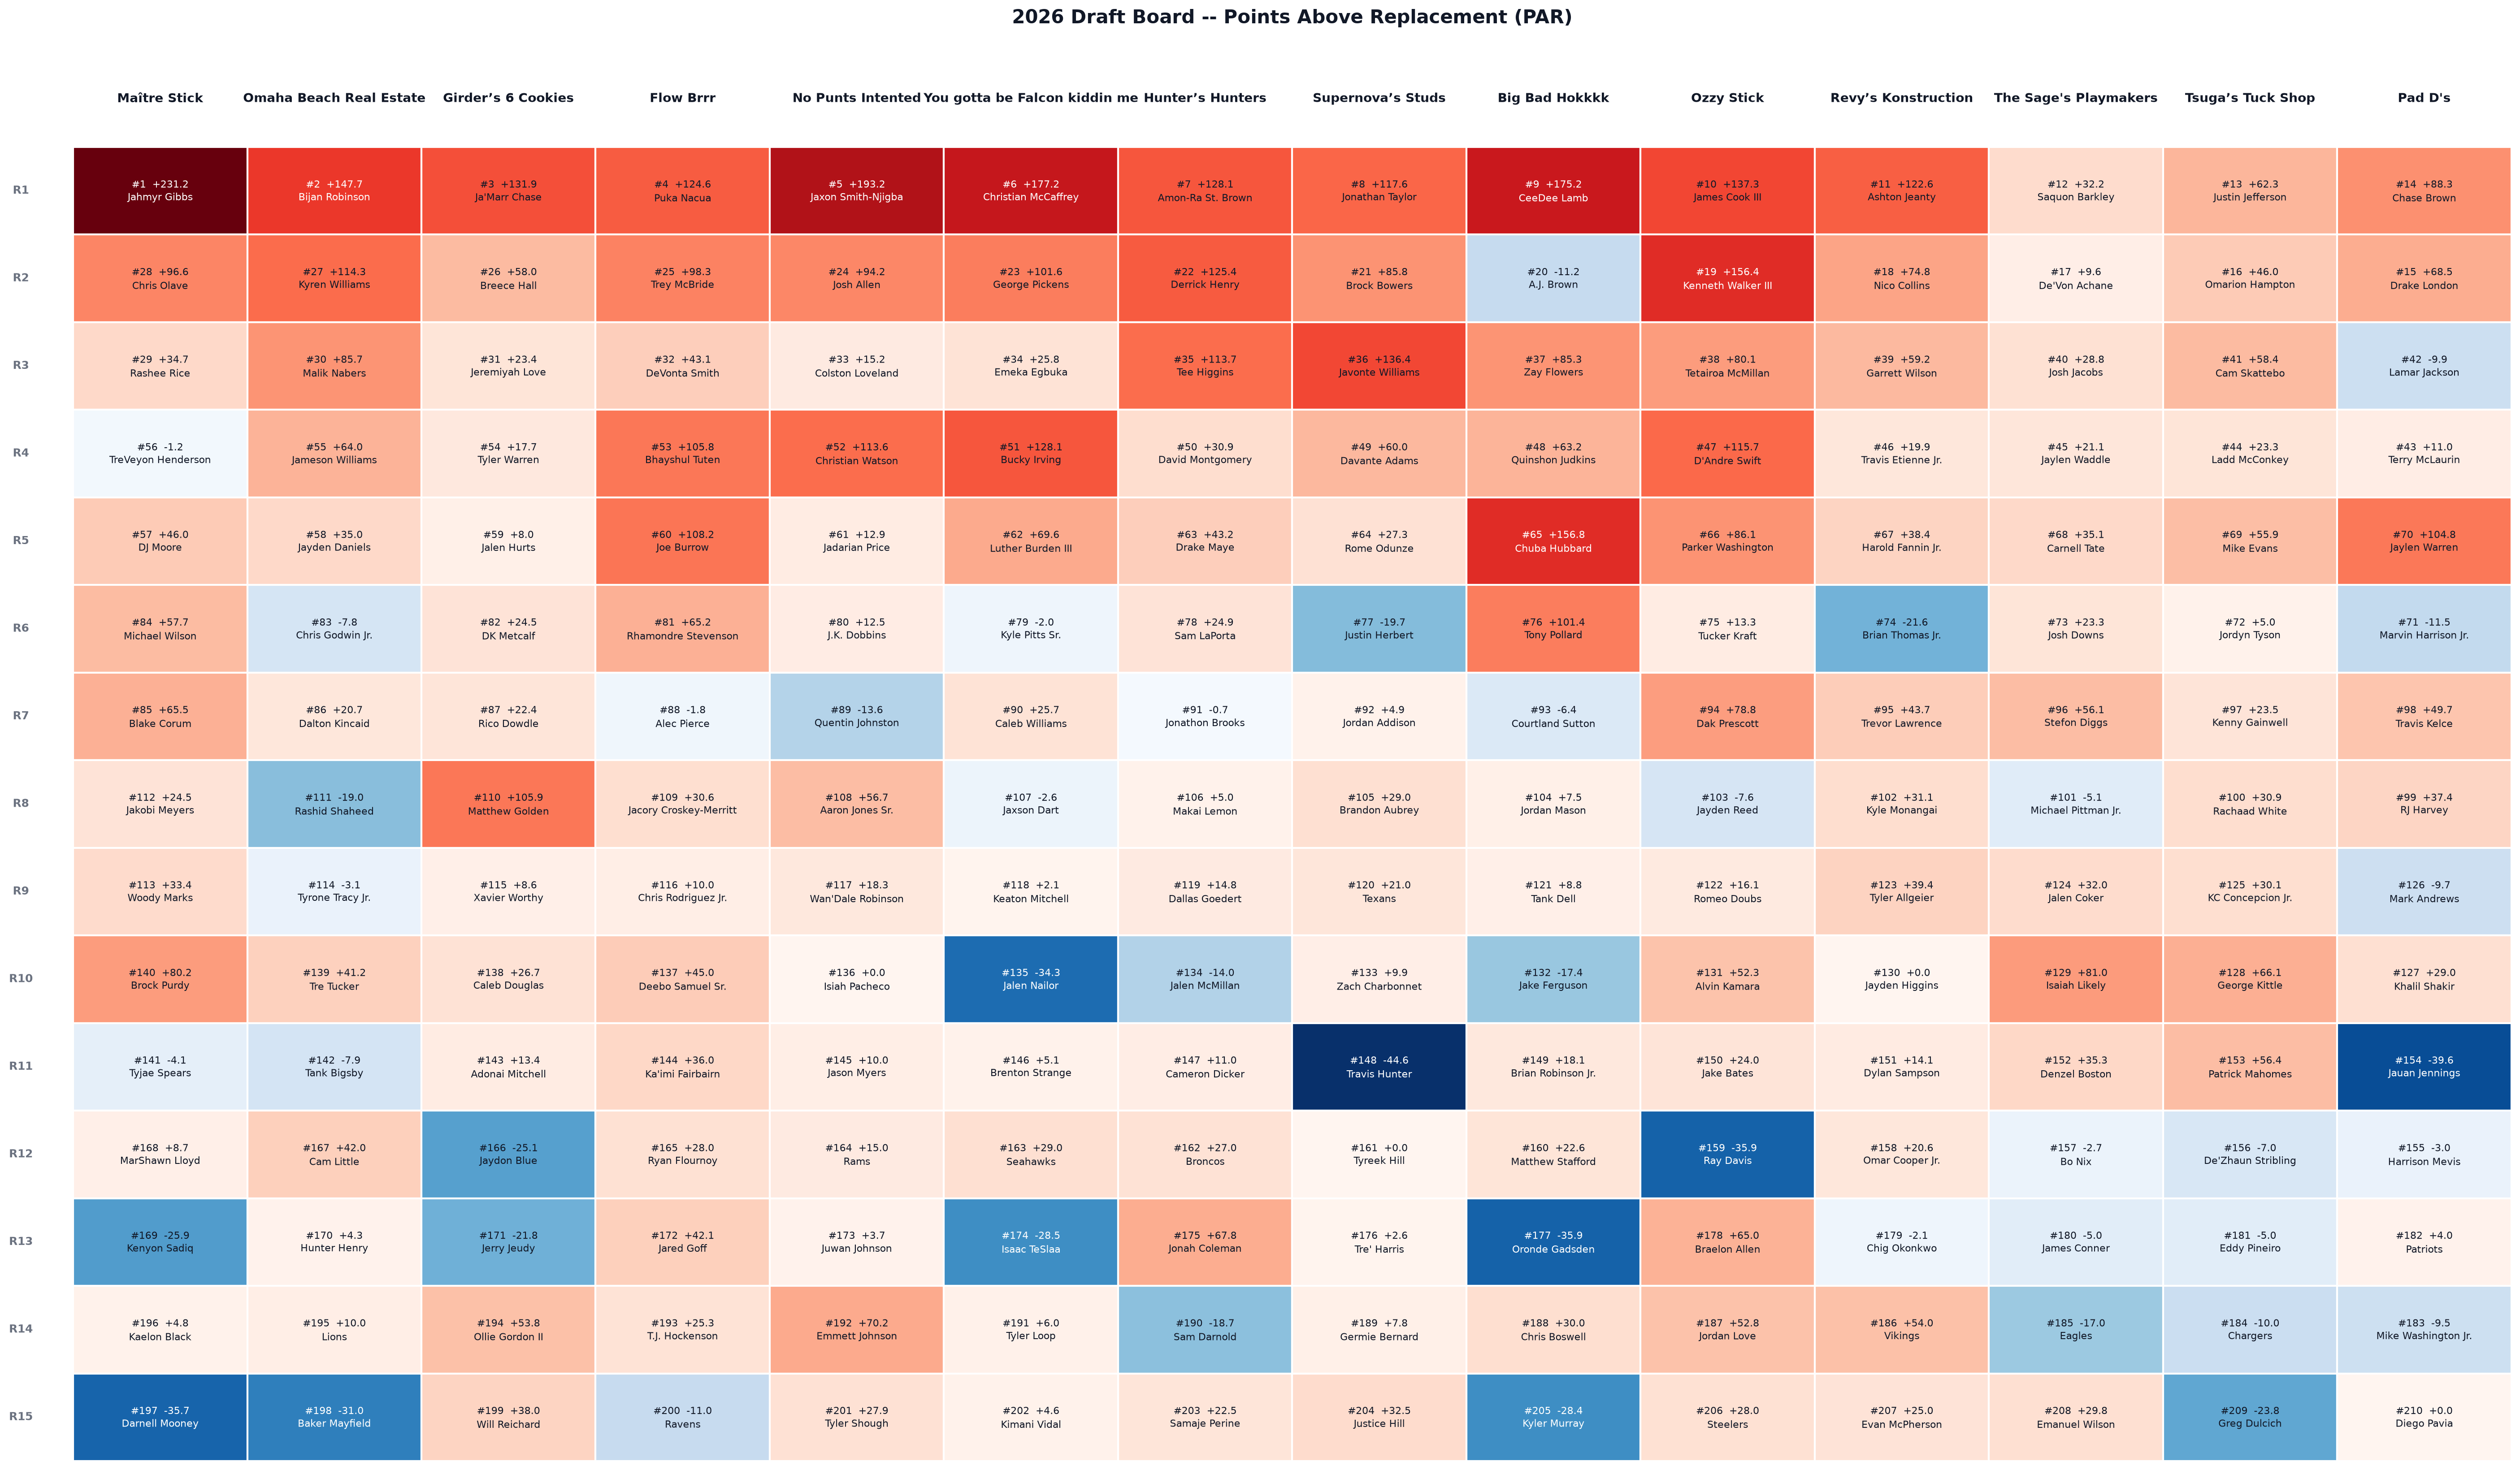 2026 Draft Board -- Points Above Replacement (PAR)
Maître Stick Omaha Beach Real Estate Girder’s 6 Cookies Flow Brrr No Punts Intented You gotta be Falcon kiddin me Hunter’s Hunters Supernova’s Studs Big Bad Hokkkk Ozzy Stick Revy’s Konstruction The Sage's Playmakers Tsuga’s Tuck Shop Pad D's
R1
#1 +231.2 #2 +147.7 #3 +131.9 #4 +124.6 #5 +193.2 #6 +177.2 #7 +128.1 #8 +117.6 #9 +175.2 #10 +137.3 #11 +122.6 #12 +32.2 #13 +62.3 #14 +88.3
Jahmyr Gibbs Bijan Robinson Ja'Marr Chase Puka Nacua Jaxon Smith-Njigba Christian McCaffrey Amon-Ra St. Brown Jonathan Taylor CeeDee Lamb James Cook III Ashton Jeanty Saquon Barkley Justin Jefferson Chase Brown
R2
#28 +96.6 #27 +114.3 #26 +58.0 #25 +98.3 #24 +94.2 #23 +101.6 #22 +125.4 #21 +85.8 #20 -11.2 #19 +156.4 #18 +74.8 #17 +9.6 #16 +46.0 #15 +68.5
Chris Olave Kyren Williams Breece Hall Trey McBride Josh Allen George Pickens Derrick Henry Brock Bowers A.J. Brown Kenneth Walker III Nico Collins De'Von Achane Omarion Hampton Drake London
R3
#29 +34.7 #30 +85.7 #31 +23.4 #32 +43.1 #33 +15.2 #34 +25.8 #35 +113.7 #36 +136.4 #37 +85.3 #38 +80.1 #39 +59.2 #40 +28.8 #41 +58.4 #42 -9.9
Rashee Rice Malik Nabers Jeremiyah Love DeVonta Smith Colston Loveland Emeka Egbuka Tee Higgins Javonte Williams Zay Flowers Tetairoa McMillan Garrett Wilson Josh Jacobs Cam Skattebo Lamar Jackson
R4
#56 -1.2 #55 +64.0 #54 +17.7 #53 +105.8 #52 +113.6 #51 +128.1 #50 +30.9 #49 +60.0 #48 +63.2 #47 +115.7 #46 +19.9 #45 +21.1 #44 +23.3 #43 +11.0
TreVeyon Henderson Jameson Williams Tyler Warren Bhayshul Tuten Christian Watson Bucky Irving David Montgomery Davante Adams Quinshon Judkins D'Andre Swift Travis Etienne Jr. Jaylen Waddle Ladd McConkey Terry McLaurin
R5
#57 +46.0 #58 +35.0 #59 +8.0 #60 +108.2 #61 +12.9 #62 +69.6 #63 +43.2 #64 +27.3 #65 +156.8 #66 +86.1 #67 +38.4 #68 +35.1 #69 +55.9 #70 +104.8
DJ Moore Jayden Daniels Jalen Hurts Joe Burrow Jadarian Price Luther Burden III Drake Maye Rome Odunze Chuba Hubbard Parker Washington Harold Fannin Jr. Carnell Tate Mike Evans Jaylen Warren
R6
#84 +57.7 #83 -7.8 #82 +24.5 #81 +65.2 #80 +12.5 #79 -2.0 #78 +24.9 #77 -19.7 #76 +101.4 #75 +13.3 #74 -21.6 #73 +23.3 #72 +5.0 #71 -11.5
Michael Wilson Chris Godwin Jr. DK Metcalf Rhamondre Stevenson J.K. Dobbins Kyle Pitts Sr. Sam LaPorta Justin Herbert Tony Pollard Tucker Kraft Brian Thomas Jr. Josh Downs Jordyn Tyson Marvin Harrison Jr.
R7
#85 +65.5 #86 +20.7 #87 +22.4 #88 -1.8 #89 -13.6 #90 +25.7 #91 -0.7 #92 +4.9 #93 -6.4 #94 +78.8 #95 +43.7 #96 +56.1 #97 +23.5 #98 +49.7
Blake Corum Dalton Kincaid Rico Dowdle Alec Pierce Quentin Johnston Caleb Williams Jonathon Brooks Jordan Addison Courtland Sutton Dak Prescott Trevor Lawrence Stefon Diggs Kenny Gainwell Travis Kelce
R8
#112 +24.5 #111 -19.0 #110 +105.9 #109 +30.6 #108 +56.7 #107 -2.6 #106 +5.0 #105 +29.0 #104 +7.5 #103 -7.6 #102 +31.1 #101 -5.1 #100 +30.9 #99 +37.4
Jakobi Meyers Rashid Shaheed Matthew Golden Jacory Croskey-Merritt Aaron Jones Sr. Jaxson Dart Makai Lemon Brandon Aubrey Jordan Mason Jayden Reed Kyle Monangai Michael Pittman Jr. Rachaad White RJ Harvey
R9
#113 +33.4 #114 -3.1 #115 +8.6 #116 +10.0 #117 +18.3 #118 +2.1 #119 +14.8 #120 +21.0 #121 +8.8 #122 +16.1 #123 +39.4 #124 +32.0 #125 +30.1 #126 -9.7
Woody Marks Tyrone Tracy Jr. Xavier Worthy Chris Rodriguez Jr. Wan'Dale Robinson Keaton Mitchell Dallas Goedert Texans Tank Dell Romeo Doubs Tyler Allgeier Jalen Coker KC Concepcion Jr. Mark Andrews
R10
#140 +80.2 #139 +41.2 #138 +26.7 #137 +45.0 #136 +0.0 #135 -34.3 #134 -14.0 #133 +9.9 #132 -17.4 #131 +52.3 #130 +0.0 #129 +81.0 #128 +66.1 #127 +29.0
Brock Purdy Tre Tucker Caleb Douglas Deebo Samuel Sr. Isiah Pacheco Jalen Nailor Jalen McMillan Zach Charbonnet Jake Ferguson Alvin Kamara Jayden Higgins Isaiah Likely George Kittle Khalil Shakir
R11
#141 -4.1 #142 -7.9 #143 +13.4 #144 +36.0 #145 +10.0 #146 +5.1 #147 +11.0 #148 -44.6 #149 +18.1 #150 +24.0 #151 +14.1 #152 +35.3 #153 +56.4 #154 -39.6
Tyjae Spears Tank Bigsby Adonai Mitchell Ka'imi Fairbairn Jason Myers Brenton Strange Cameron Dicker Travis Hunter Brian Robinson Jr. Jake Bates Dylan Sampson Denzel Boston Patrick Mahomes Jauan Jennings
R12
#168 +8.7 #167 +42.0 #166 -25.1 #165 +28.0 #164 +15.0 #163 +29.0 #162 +27.0 #161 +0.0 #160 +22.6 #159 -35.9 #158 +20.6 #157 -2.7 #156 -7.0 #155 -3.0
MarShawn Lloyd Cam Little Jaydon Blue Ryan Flournoy Rams Seahawks Broncos Tyreek Hill Matthew Stafford Ray Davis Omar Cooper Jr. Bo Nix De'Zhaun Stribling Harrison Mevis
R13
#169 -25.9 #170 +4.3 #171 -21.8 #172 +42.1 #173 +3.7 #174 -28.5 #175 +67.8 #176 +2.6 #177 -35.9 #178 +65.0 #179 -2.1 #180 -5.0 #181 -5.0 #182 +4.0
Kenyon Sadiq Hunter Henry Jerry Jeudy Jared Goff Juwan Johnson Isaac TeSlaa Jonah Coleman Tre' Harris Oronde Gadsden Braelon Allen Chig Okonkwo James Conner Eddy Pineiro Patriots
R14
#196 +4.8 #195 +10.0 #194 +53.8 #193 +25.3 #192 +70.2 #191 +6.0 #190 -18.7 #189 +7.8 #188 +30.0 #187 +52.8 #186 +54.0 #185 -17.0 #184 -10.0 #183 -9.5
Kaelon Black Lions Ollie Gordon II T.J. Hockenson Emmett Johnson Tyler Loop Sam Darnold Germie Bernard Chris Boswell Jordan Love Vikings Eagles Chargers Mike Washington Jr.
R15
#197 -35.7 #198 -31.0 #199 +38.0 #200 -11.0 #201 +27.9 #202 +4.6 #203 +22.5 #204 +32.5 #205 -28.4 #206 +28.0 #207 +25.0 #208 +29.8 #209 -23.8 #210 +0.0
Darnell Mooney Baker Mayfield Will Reichard Ravens Tyler Shough Kimani Vidal Samaje Perine Justice Hill Kyler Murray Steelers Evan McPherson Emanuel Wilson Greg Dulcich Diego Pavia